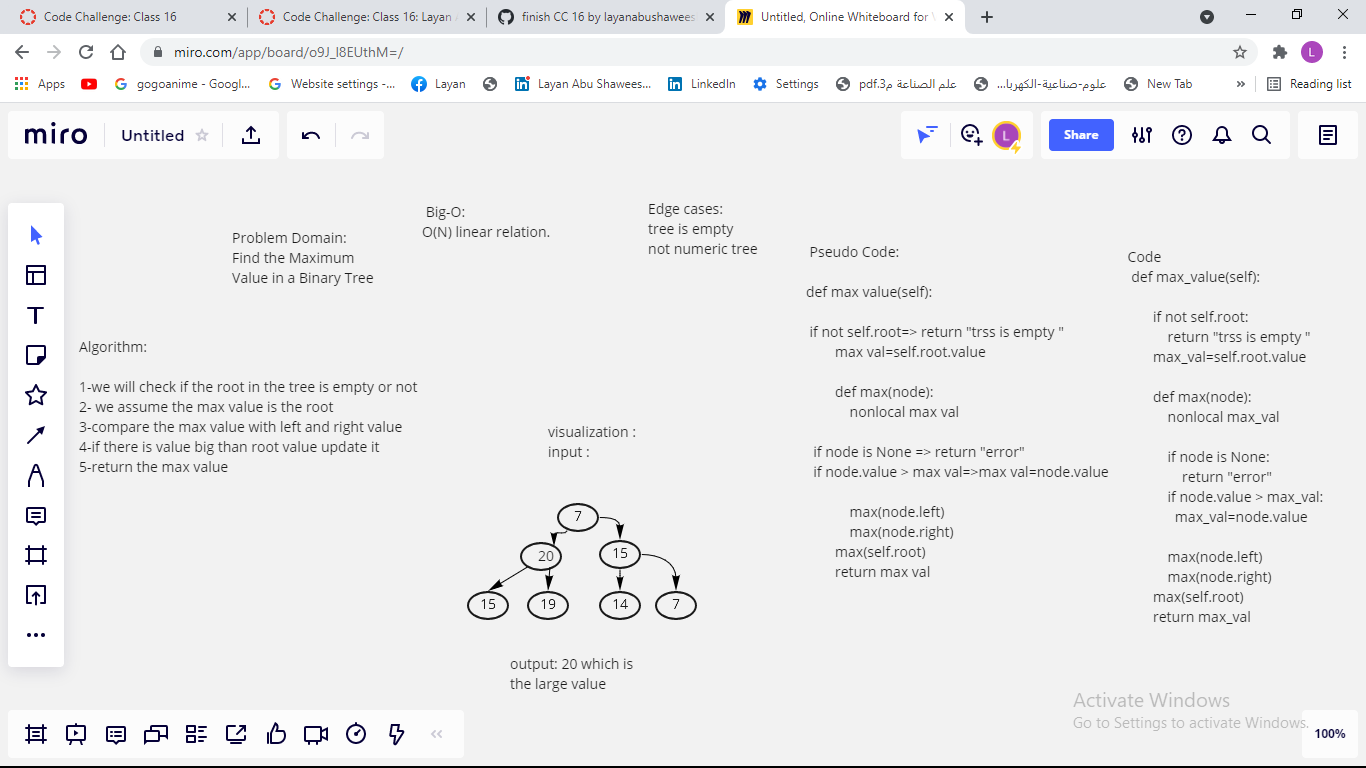 Code Challenge: Class 16
Code Challenge: Class 16: Layan
finish CC 16 by layanabushawees
Untitled, Online Whiteboard for
miro.com/app/board/o9J_l8EUthM=/
L
Apps
gogoanime - Googl...
Website settings -...
Layan
Layan Abu Shawees...
LinkedIn
Settings
علم الصناعة م3.pdf
علوم-صناعية-الكهربا...
New Tab
»
Reading list
miro
Untitled
L
Share
Problem Domain:
Find the Maximum
Value in a Binary Tree
Big-O:
O(N) linear relation.
Edge cases:
tree is empty
not numeric tree
Algorithm:
1-we will check if the root in the tree is empty or not
2- we assume the max value is the root
3-compare the max value with left and right value
4-if there is value big than root value update it
5-return the max value
visualization :
input :
7
20
15
15
19
14
7
output: 20 which is
the large value
Pseudo Code:
def max value(self):
if not self.root=> return "trss is empty "
max val=self.root.value
def max(node):
nonlocal max val
if node is None => return "error"
if node.value > max val=>max val=node.value
max(node.left)
max(node.right)
max(self.root)
return max val
Code
def max_value(self):
if not self.root:
return "trss is empty "
max_val=self.root.value
def max(node):
nonlocal max_val
if node is None:
return "error"
if node.value > max_val:
max_val=node.value
max(node.left)
max(node.right)
max(self.root)
return max_val
Activate Windows
Go to Settings to activate Windows.
100%